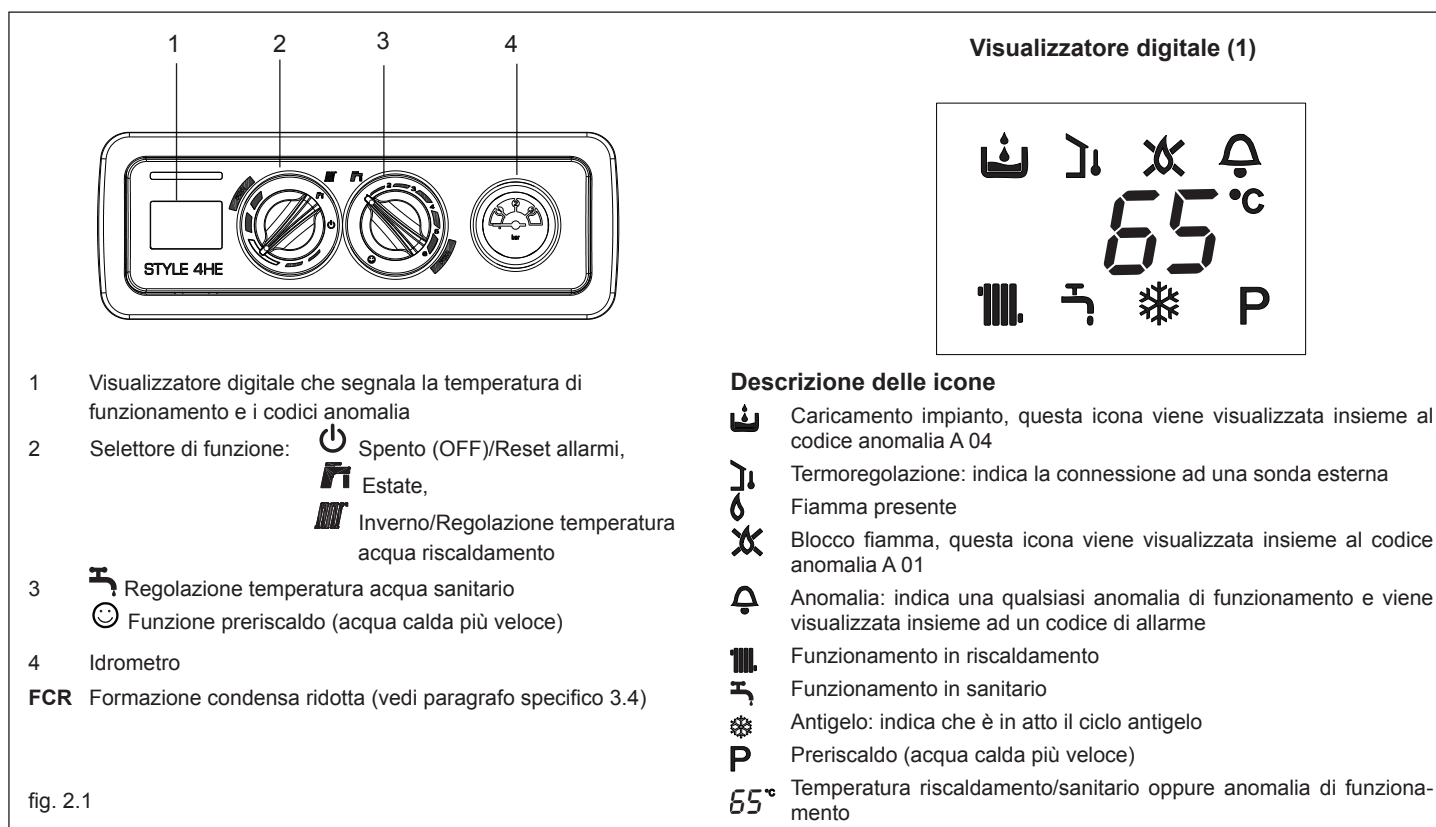 1 2 3 4
STYLE 4HE
bar
1 Visualizzatore digitale che segnala la temperatura di
funzionamento e i codici anomalia
2 Selettore di funzione: Spento (OFF)/Reset allarmi,
Estate,
Inverno/Regolazione temperatura
acqua riscaldamento
3 Regolazione temperatura acqua sanitario
Funzione preriscaldo (acqua calda più veloce)
4 Idrometro
FCR Formazione condensa ridotta (vedi paragrafo specifico 3.4)
fig. 2.1
Visualizzatore digitale (1)
65 °C
P
Descrizione delle icone
Caricamento impianto, questa icona viene visualizzata insieme al
codice anomalia A 04
Termoregolazione: indica la connessione ad una sonda esterna
Fiamma presente
Blocco fiamma, questa icona viene visualizzata insieme al codice
anomalia A 01
Anomalia: indica una qualsiasi anomalia di funzionamento e viene
visualizzata insieme ad un codice di allarme
Funzionamento in riscaldamento
Funzionamento in sanitario
Antigelo: indica che è in atto il ciclo antigelo
P Preriscaldo (acqua calda più veloce)
65°C Temperatura riscaldamento/sanitario oppure anomalia di funziona-
mento